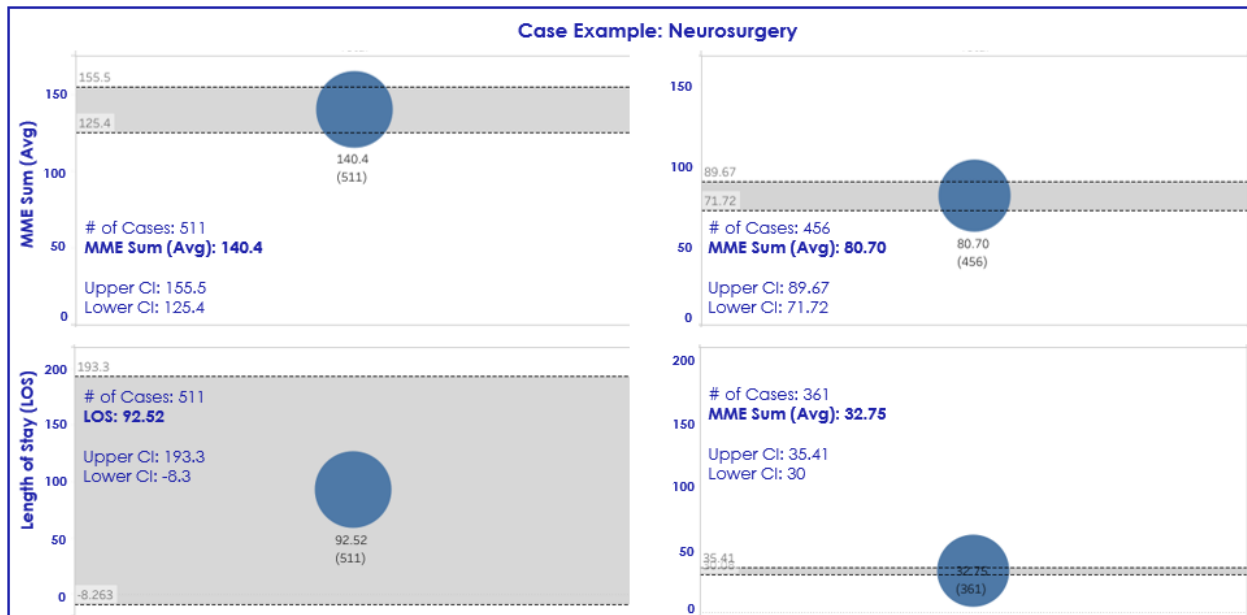 Case Example: Neurosurgery
MME Sum (Avg)
150
100
50
0
155.5
125.4
140.4
(511)
# of Cases: 511
MME Sum (Avg): 140.4
Upper CI: 155.5
Lower CI: 125.4
150
100
50
0
89.67
71.72
# of Cases: 456
MME Sum (Avg): 80.70
80.70
(456)
Upper CI: 89.67
Lower CI: 71.72
Length of Stay (LOS)
200
150
100
50
0
193.3
# of Cases: 511
LOS: 92.52
Upper CI: 193.3
Lower CI: -8.3
92.52
(511)
-8.263
200
150
100
50
0
# of Cases: 361
MME Sum (Avg): 32.75
Upper CI: 35.41
Lower CI: 30
35.41
32.75
(361)